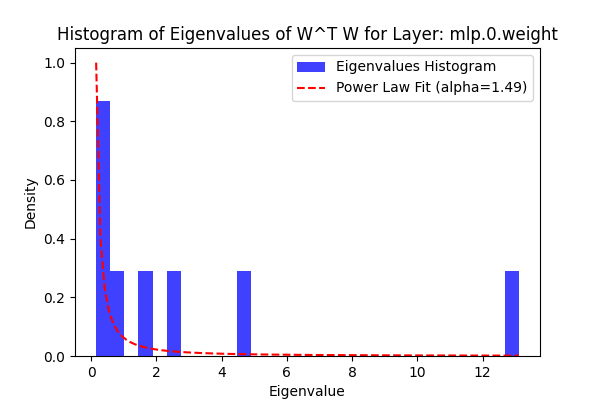 Histogram of Eigenvalues of W^T W for Layer: mlp.0.weight
Eigenvalues Histogram
Power Law Fit (alpha=1.49)
Density
1.0
0.8
0.6
0.4
0.2
0.0
0 2 4 6 8 10 12
Eigenvalue